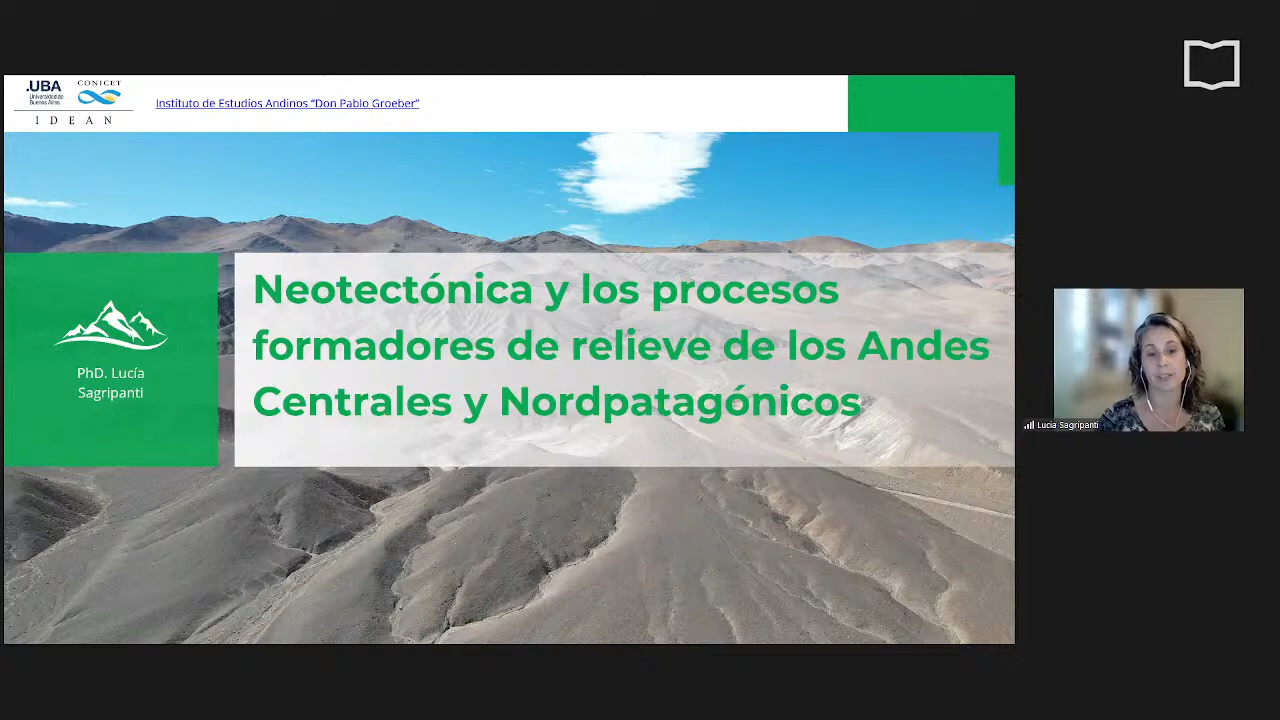 .UBA
Universidad de
Buenos Aires
CONICET
I D E A N
Instituto de Estudios Andinos “Don Pablo Groeber”
PhD. Lucía
Sagripanti
Neotectónica y los procesos
formadores de relieve de los Andes
Centrales y Nordpatagónicos
Lucia Sagripanti